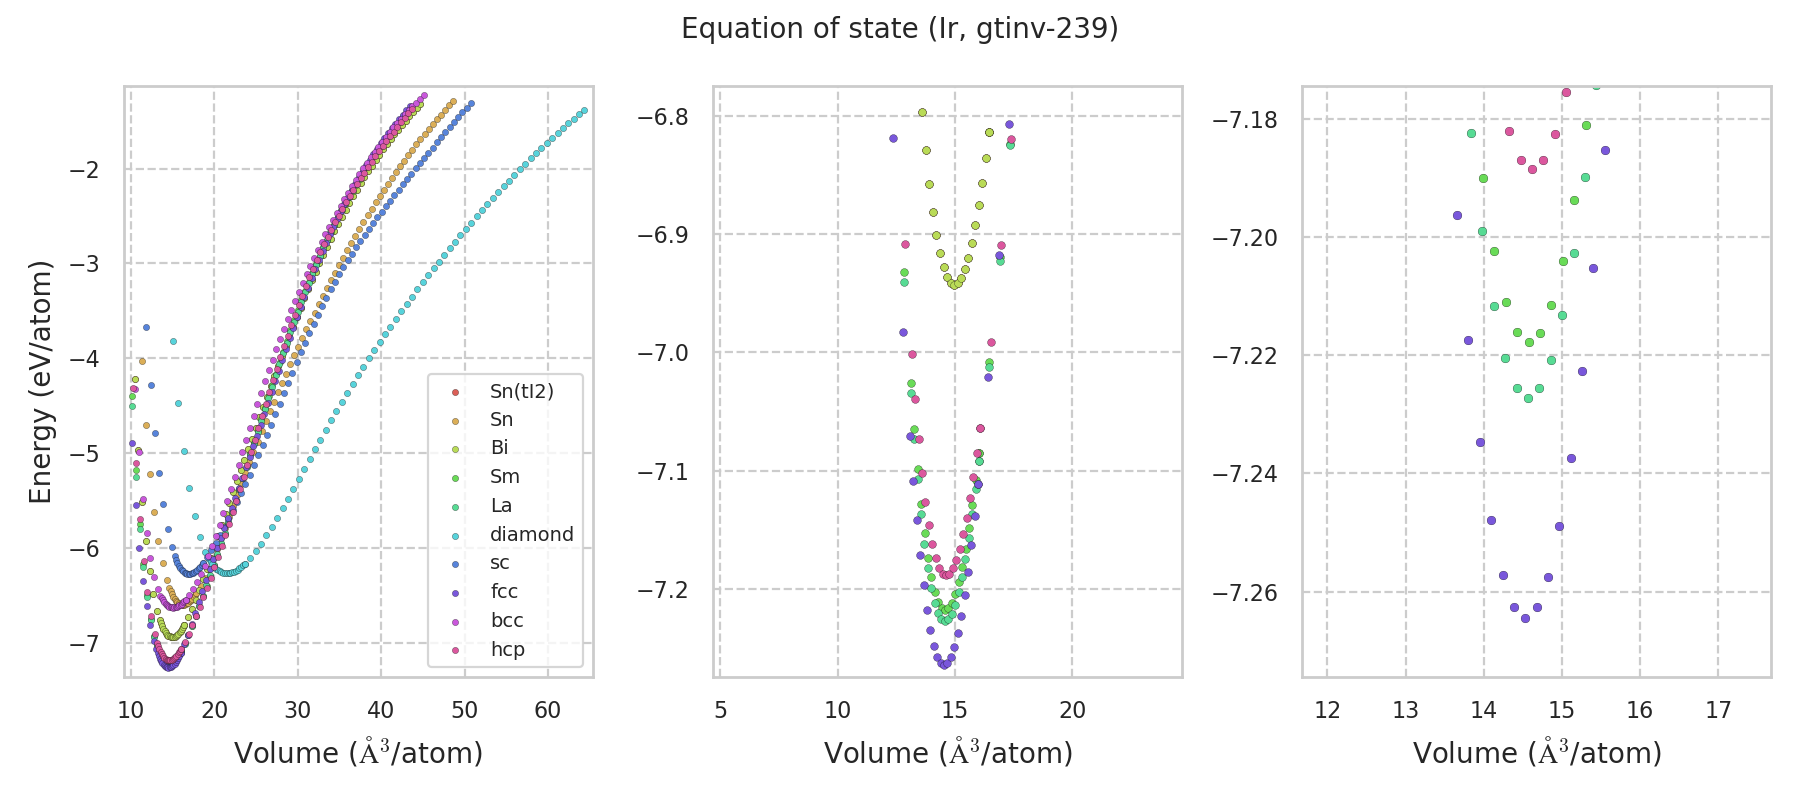 Equation of state (Ir, gtinv-239)
Energy (eV/atom)
−2
−3
−4
−5
−6
−7
10 20 30 40 50 60
Volume (Å³/atom)
Sn(tI2)
Sn
Bi
Sm
La
diamond
sc
fcc
bcc
hcp
−6.8
−6.9
−7.0
−7.1
−7.2
5 10 15 20
Volume (Å³/atom)
−7.18
−7.20
−7.22
−7.24
−7.26
12 13 14 15 16 17
Volume (Å³/atom)